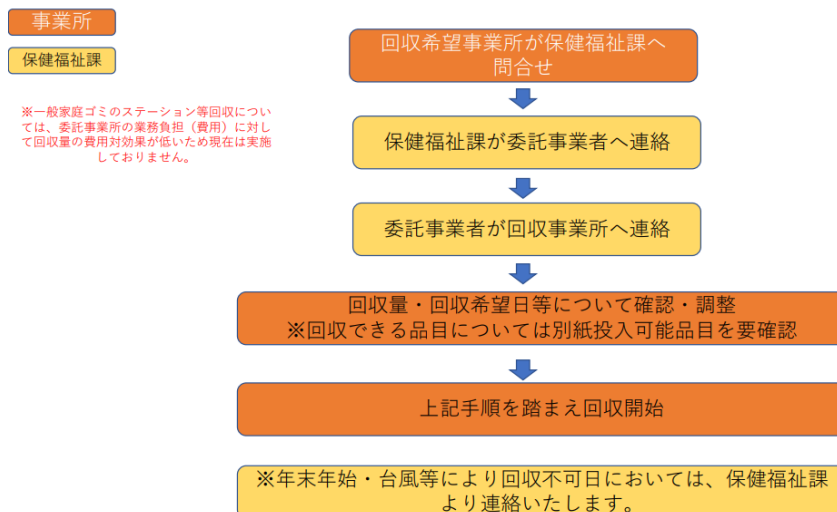 事業所
保健福祉課
※一般家庭ゴミのステーション等回収につい
ては、委託事業所の業務負担（費用）に対し
て回収量の費用対効果が低いため現在は実施
しておりません。
回収希望事業所が保健福祉課へ
問合せ
保健福祉課が委託事業者へ連絡
委託事業者が回収事業所へ連絡
回収量・回収希望日等について確認・調整
※回収できる品目については別紙投入可能品目を要確認
上記手順を踏まえ回収開始
※年末年始・台風等により回収不可日においては、保健福祉課
より連絡いたします。